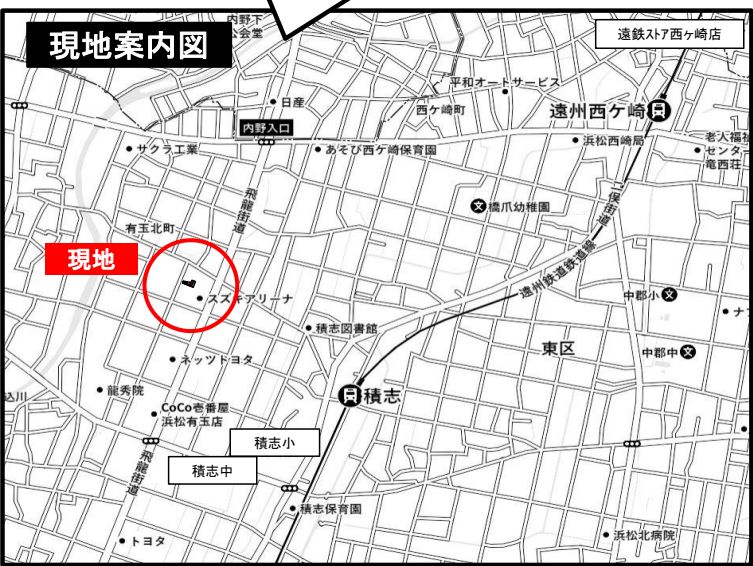 現地案内図
内野下
公会堂
遠鉄ストア西ヶ崎店
平和オートサービス
日産
西ケ崎町
遠州西ケ崎
内野入口
サクラ工業
あそび西ケ崎保育園
浜松西崎局
老人福祉
センター
竜西荘
飛龍街道
橋爪幼稚園
二俣街道
有玉北町
現地
スズキアリーナ
遠州鉄道鉄道線
中郡小
積志図書館
東区
ネッツトヨタ
中郡中
龍秀院
積志
CoCo壱番屋
浜松有玉店
積志小
積志中
飛龍街道
積志保育園
トヨタ
浜松北病院